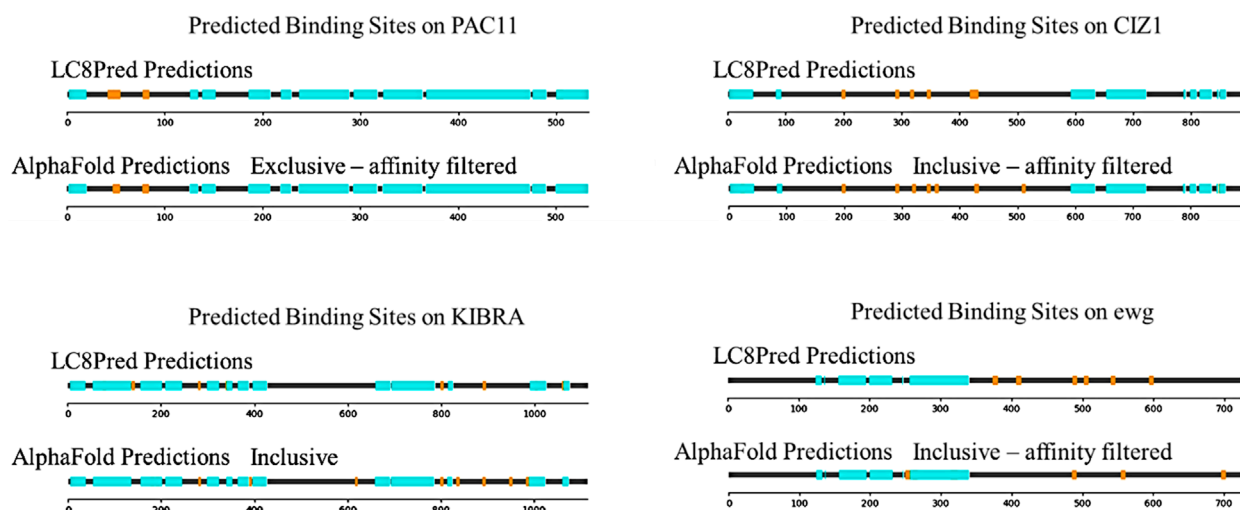 Predicted Binding Sites on PAC11
LC8Pred Predictions
0 100 200 300 400 500
AlphaFold Predictions Exclusive – affinity filtered
0 100 200 300 400 500
Predicted Binding Sites on CIZ1
LC8Pred Predictions
0 100 200 300 400 500 600 700 800
AlphaFold Predictions Inclusive – affinity filtered
0 100 200 300 400 500 600 700 800
Predicted Binding Sites on KIBRA
LC8Pred Predictions
0 200 400 600 800 1000
AlphaFold Predictions Inclusive
0 200 400 600 800 1000
Predicted Binding Sites on ewg
LC8Pred Predictions
0 100 200 300 400 500 600 700
AlphaFold Predictions Inclusive – affinity filtered
0 100 200 300 400 500 600 700